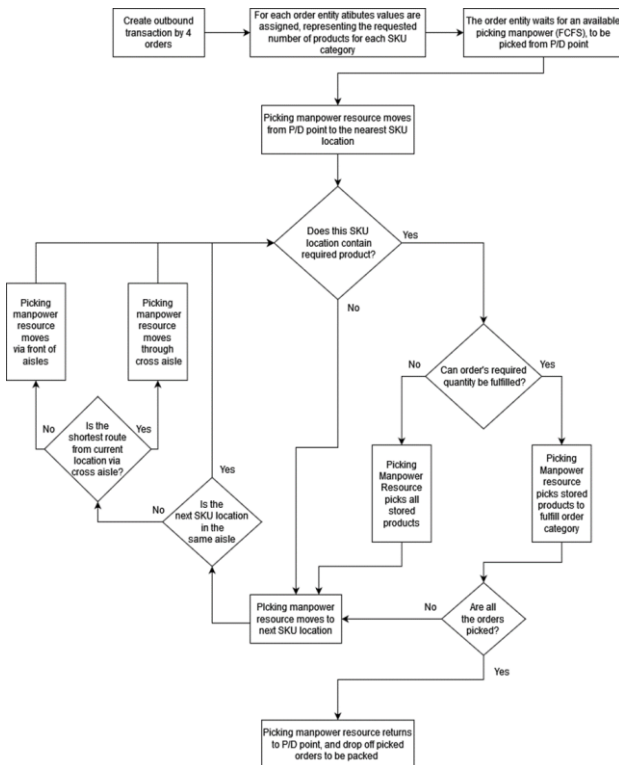 Create outbound
transaction by 4
orders
For each order entity atibutes values are
assigned, representing the requested
number of products for each SKU
category
The order entity waits for an available
picking manpower (FCFS), to be
picked from P/D point
Picking manpower resource moves
from P/D point to the nearest SKU
location
Does this SKU
location contain
required product?
Yes
No
Picking
manpower
resource
moves
via front of
aisles
Picking
manpower
resource
moves
through
cross aisle
Can order's required
quantity be fulfilled?
No
Yes
Is the
shortest route
from current
location via
cross aisle?
No
Yes
Picking
Manpower
Resource
picks all
stored
products
Picking
Manpower
resource
picks stored
products to
fulfill order
category
Is the
next SKU location
in the
same aisle
Yes
No
Picking manpower
resource moves to
next SKU location
Are all
the orders
picked?
No
Yes
Picking manpower resource returns
to P/D point, and drop off picked
orders to be packed